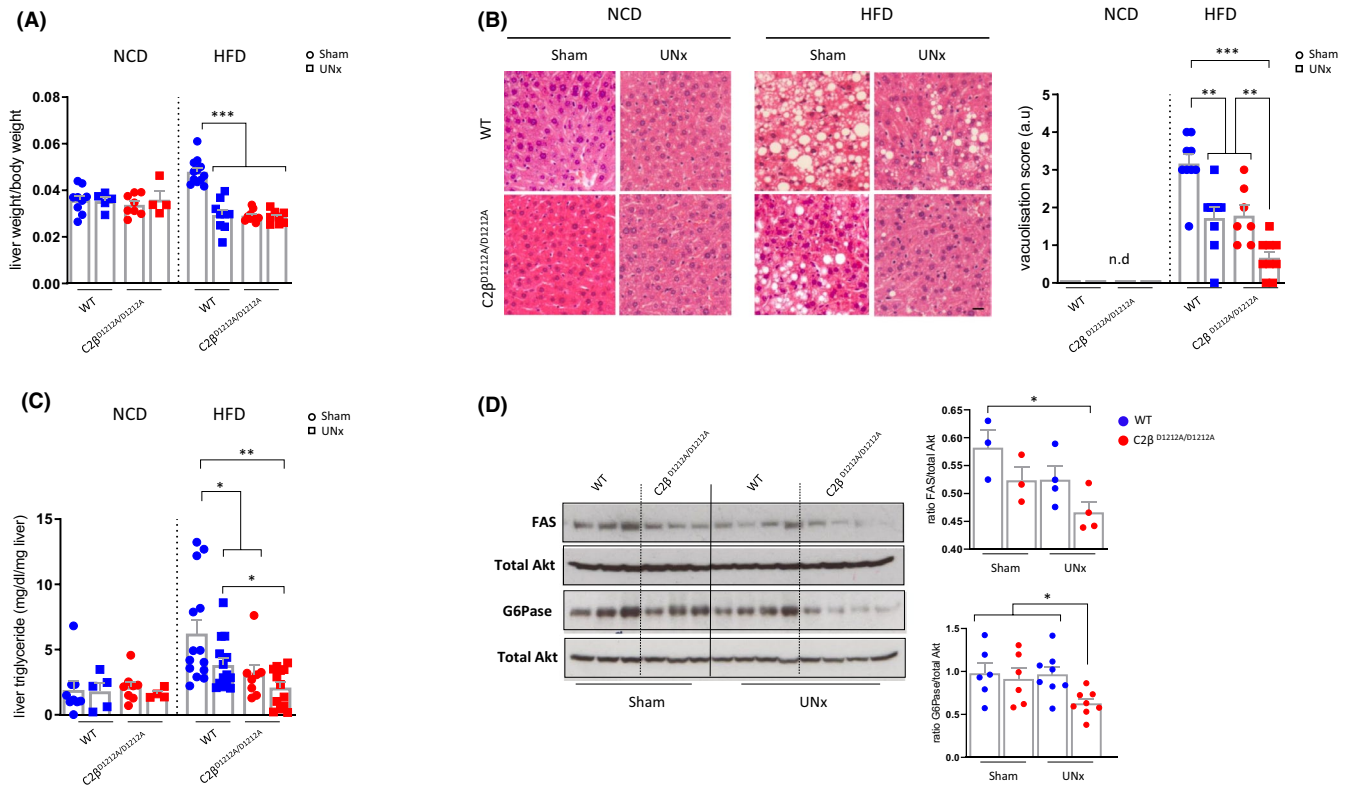 (A)
NCD HFD
Sham
UNx
liver weight/body weight
0.08
0.06
0.04
0.02
0.00
***
WT
C2β D1212A/D1212A
WT
C2β D1212A/D1212A
(B)
NCD HFD
Sham UNx Sham UNx
WT
C2β D1212A/D1212A
NCD HFD
Sham
UNx
vacuolisation score (a.u)
5
4
3
2
1
0
***
** **
n.d
WT
C2β D1212A/D1212A
WT
C2β D1212A/D1212A
(C)
NCD HFD
Sham
UNx
liver triglyceride (mg/dl/mg liver)
15
10
5
0
**
*
*
WT
C2β D1212A/D1212A
WT
C2β D1212A/D1212A
(D)
WT C2β D1212A/D1212A WT C2β D1212A/D1212A
FAS
Total Akt
G6Pase
Total Akt
Sham UNx
ratio FAS/total Akt
0.65
0.60
0.55
0.50
0.45
0.40
*
Sham UNx
WT
C2β D1212A/D1212A
ratio G6Pase/total Akt
1.5
1.0
0.5
0.0
*
Sham UNx